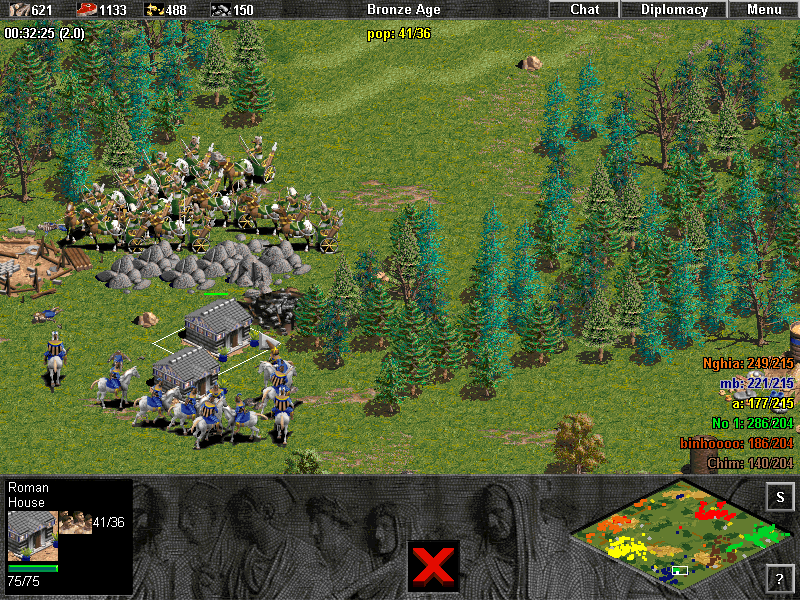 621 1133 488 150 Bronze Age Chat Diplomacy Menu
00:32:25 (2.0) pop: 41/36
Nghia: 249/215
mb: 221/215
a: 177/215
No 1: 286/204
binhoooo: 186/204
Chim: 140/204
Roman
House
41/36
75/75
S
?